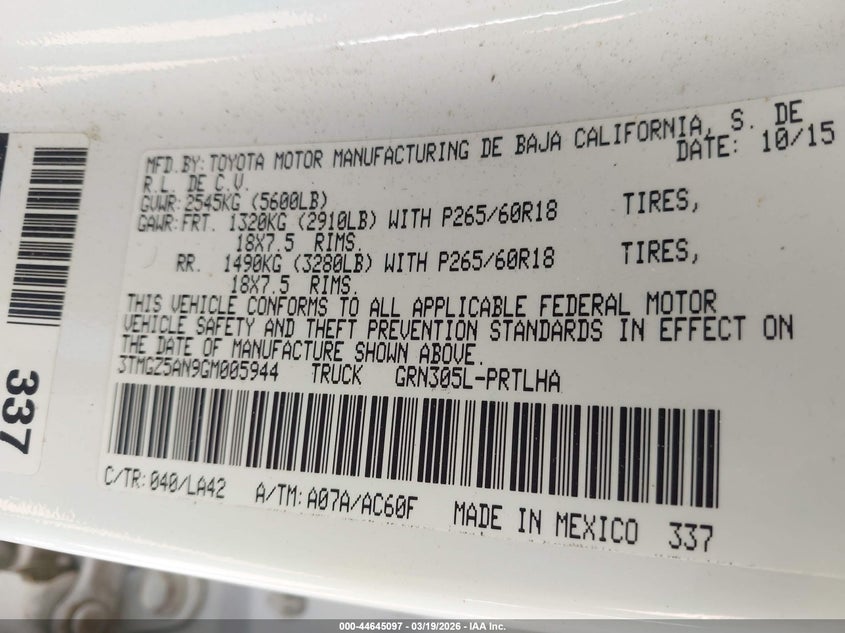 MFD.BY:TOYOTA MOTOR MANUFACTURING DE BAJA CALIFORNIA, S. DE
R.L. DE C.V. DATE: 10/15
GVWR:2545KG (5600LB)
GAWR:FRT. 1320KG (2910LB) WITH P265/60R18 TIRES,
18X7.5 RIMS.
RR. 1490KG (3280LB) WITH P265/60R18 TIRES,
18X7.5 RIMS.
THIS VEHICLE CONFORMS TO ALL APPLICABLE FEDERAL MOTOR
VEHICLE SAFETY AND THEFT PREVENTION STANDARDS IN EFFECT ON
THE DATE OF MANUFACTURE SHOWN ABOVE.
3TMGZ5AN9GM005944 TRUCK GRN305L-PRTLHA
C/TR:040/LA42 A/TM:A07A/AC60F MADE IN MEXICO 337
337
000-44645097 - 03/19/2026 - IAA Inc.